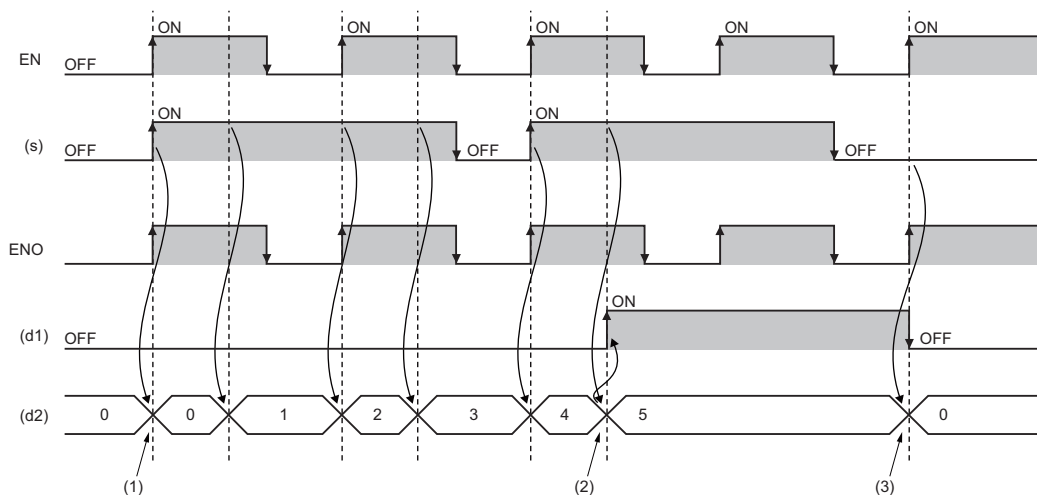 ON ON ON ON ON
EN OFF
ON ON
(s) OFF OFF OFF
ENO
ON
(d1) OFF OFF
(d2) 0 0 1 2 3 4 5 0
(1) (2) (3)